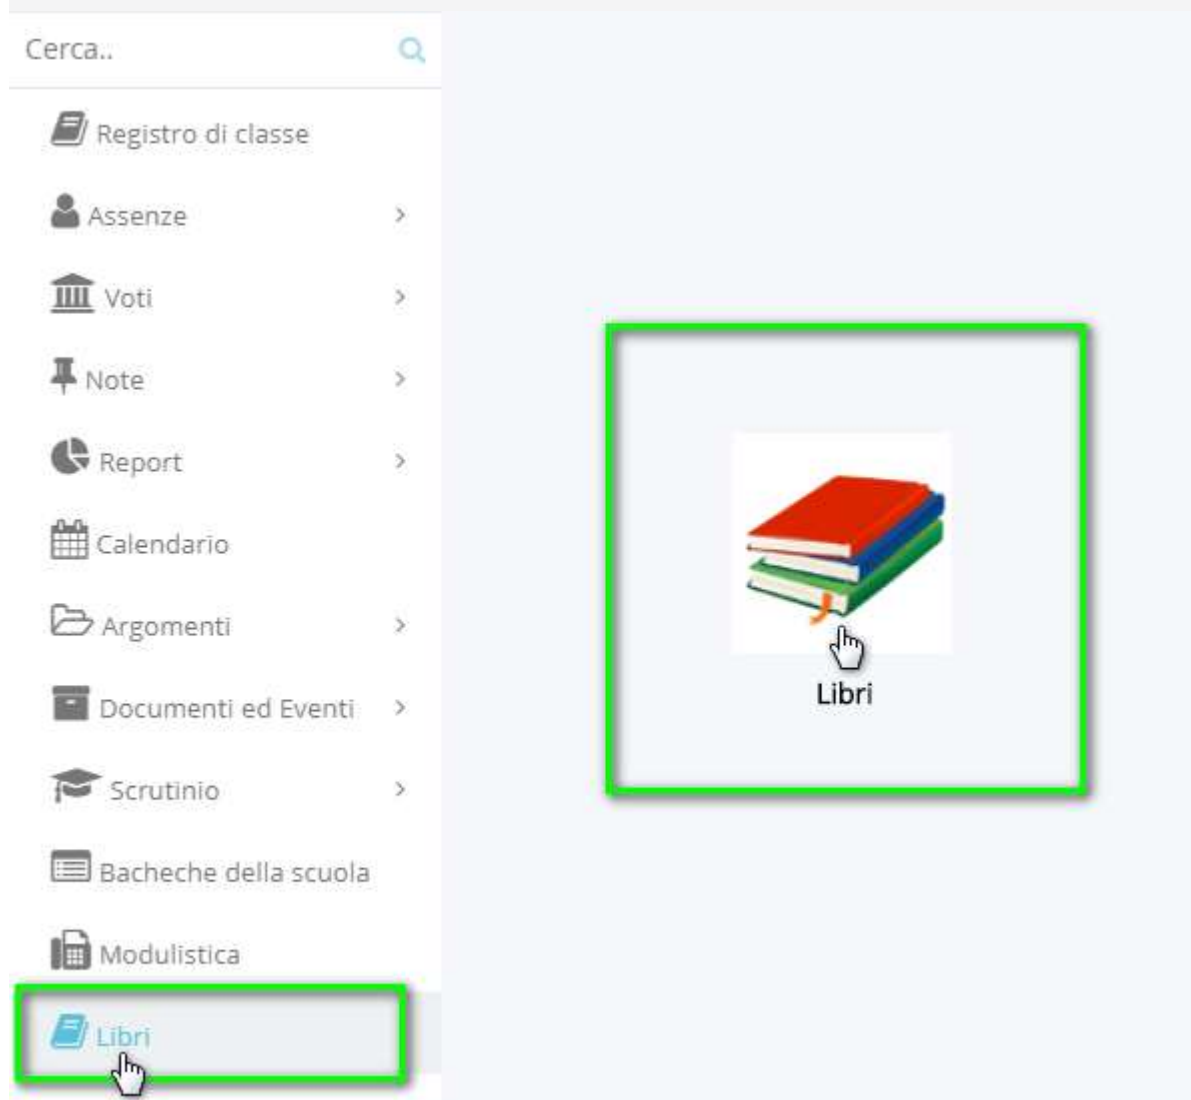 Cerca..
Registro di classe
Assenze
Voti
Note
Report
Calendario
Argomenti
Documenti ed Eventi
Scrutinio
Bacheche della scuola
Modulistica
Libri
Libri